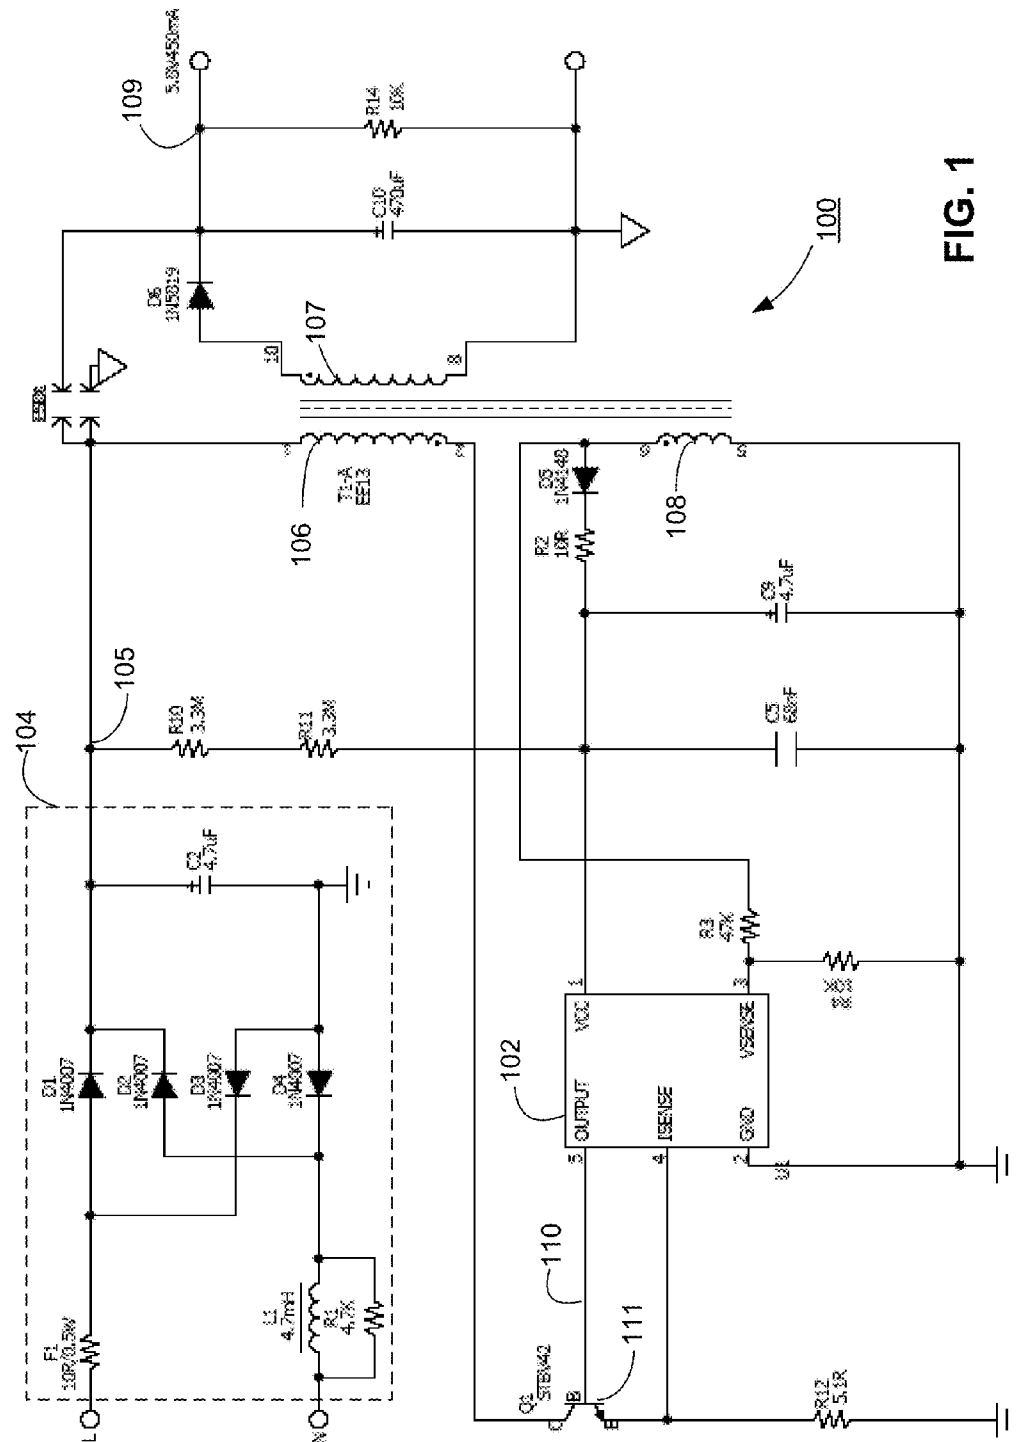 5.8V450mA
109
R14
10K
C10
470uF
D6
1N5819
10
107
8
100
FIG. 1
106
T1-A
EE13
D5
1N4148
R2
10R
108
C9
4.7uF
105
104
R10
3.3M
R11
3.3M
C5
68nF
C2
4.7uF
R3
47K
D1
1N4007
D2
1N4007
D3
1N4007
D4
1N4007
102
1
VCC
3
VSENSE
OUTPUT
5
ISENSE
4
GND
2
U1
110
111
F1
10R/0.5W
L1
4.7mH
R1
4.7K
L
N
Q1
C
B
E
R12
5.1R